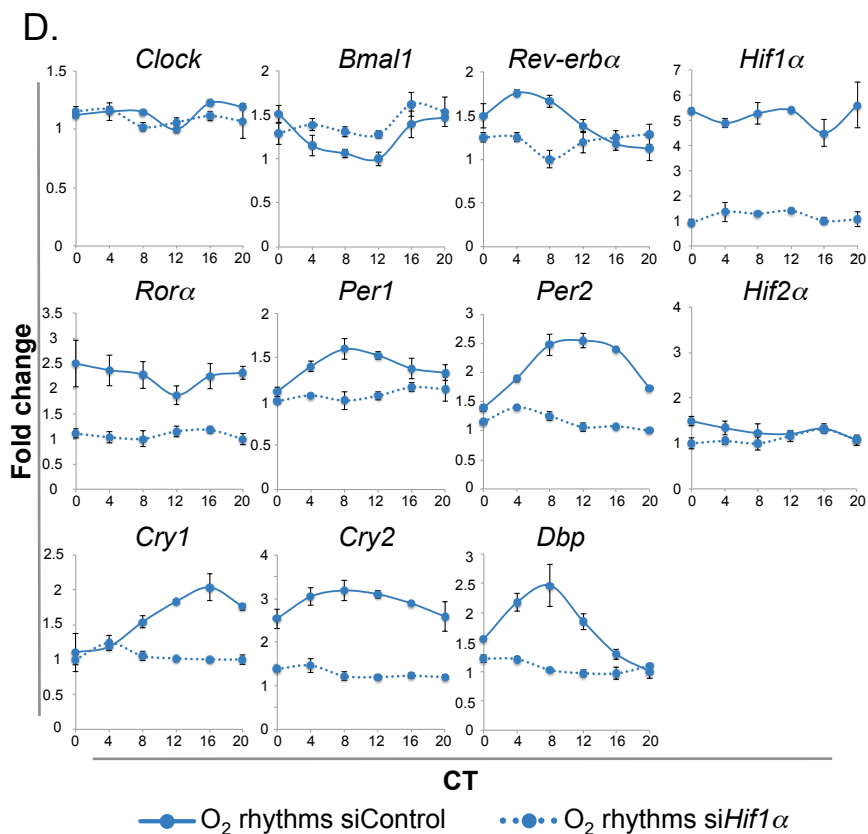 D.
Clock Bmal1 Rev-erbα Hif1α
1.5 2 2 7
6
1.5 1.5 5
1 4
1 1 3
0.5 2
0.5 0.5 1
0 0 0 0
0 4 8 12 16 20 0 4 8 12 16 20 0 4 8 12 16 20 0 4 8 12 16 20
Rorα Per1 Per2 Hif2α
3.5 2 3 4
3 2.5
2.5 1.5 3
2 2
1.5 1 1.5 2
1 1
0.5 0.5 0.5 1
0 0 0 0
0 4 8 12 16 20 0 4 8 12 16 20 0 4 8 12 16 20 0 4 8 12 16 20
Fold change
Cry1 Cry2 Dbp
2.5 4 3
2 2.5
3
1.5 2
2 1.5
1 1
0.5 1 0.5
0 0 0
0 4 8 12 16 20 0 4 8 12 16 20 0 4 8 12 16 20
CT
O₂ rhythms siControl O₂ rhythms siHif1α